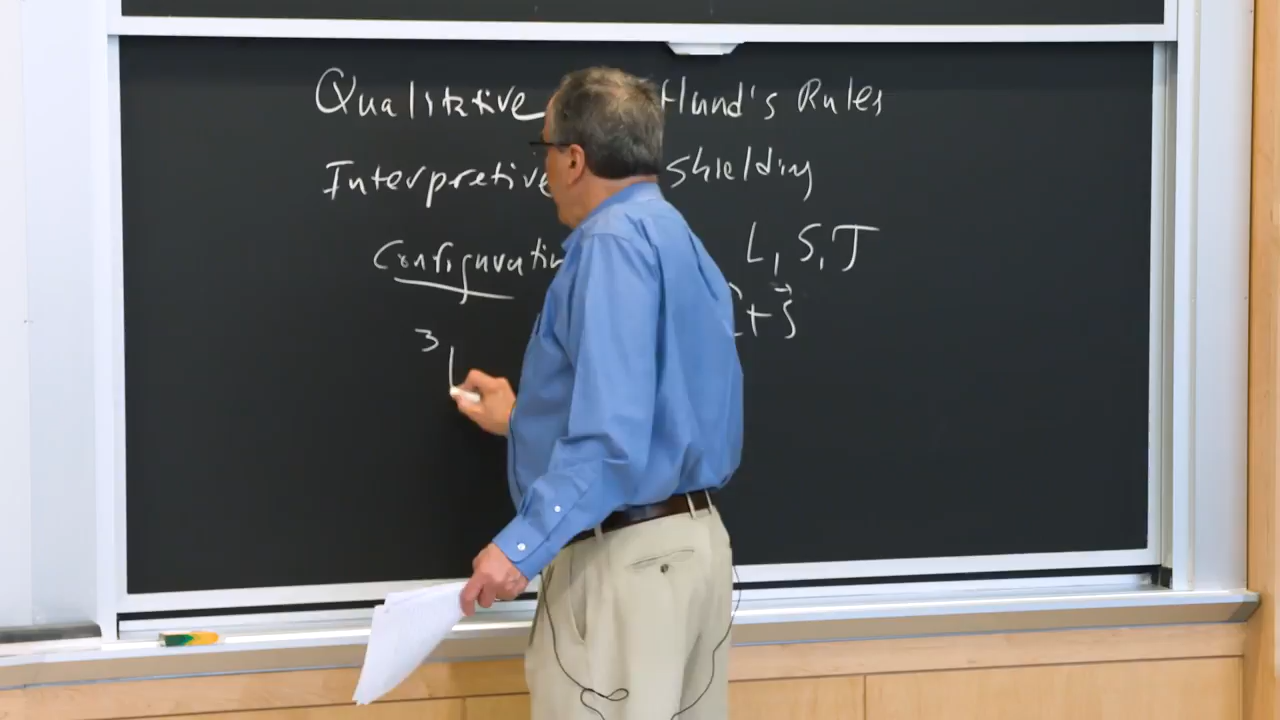 Qualitative Hund's Rules
Interpretive shielding
Configuration L, S, J
+ S
3